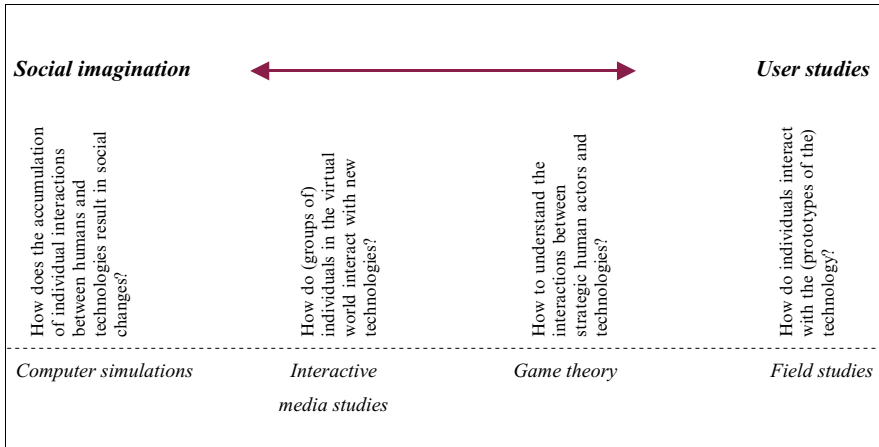 Social imagination
User studies
How does the accumulation
of individual interactions
between humans and
technologies result in social
changes?
How do (groups of)
individuals in the virtual
world interact with new
technologies?
How to understand the
interactions between
strategic human actors and
technologies?
How do individuals interact
with the (prototypes of the)
technology?
Computer simulations
Interactive
media studies
Game theory
Field studies